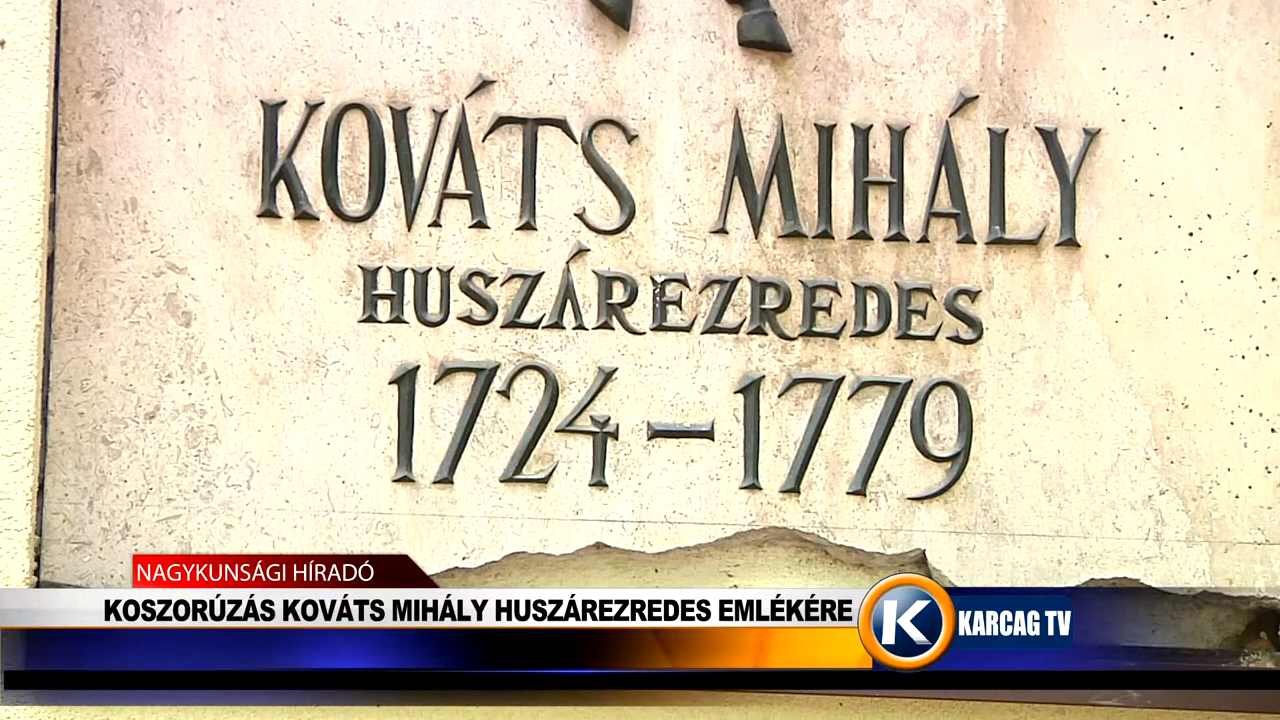 KOVÁTS MIHÁLY
HUSZÁREZREDES
1724-1779
NAGYKUNSÁGI HÍRADÓ
KOSZORÚZÁS KOVÁTS MIHÁLY HUSZÁREZREDES EMLÉKÉRE
K KARCAG TV